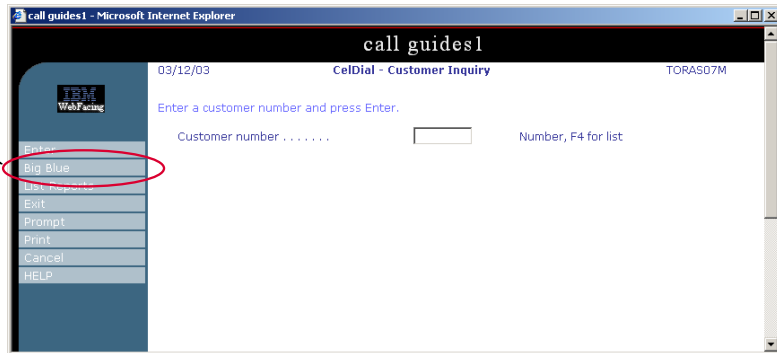 call guides1 - Microsoft Internet Explorer
call guides1
03/12/03 CelDial - Customer Inquiry TORAS07M
IBM
WebFacing
Enter a customer number and press Enter.
Customer number . . . . . . . Number, F4 for list
Enter
Big Blue
List Reports
Exit
Prompt
Print
Cancel
HELP